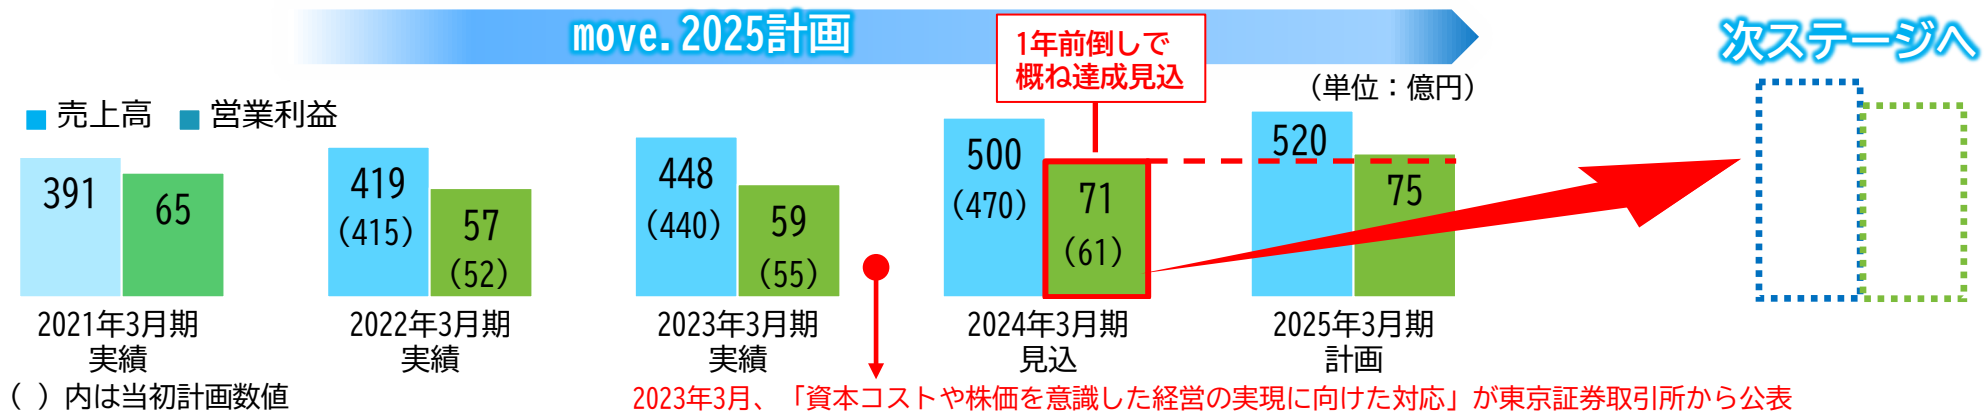 move.2025計画
次ステージへ
1年前倒しで
概ね達成見込
（単位：億円）
売上高 営業利益
391
65
419
(415)
57
(52)
448
(440)
59
(55)
500
(470)
71
(61)
520
75
2021年3月期
実績
2022年3月期
実績
2023年3月期
実績
2024年3月期
見込
2025年3月期
計画
（ ）内は当初計画数値
2023年3月、「資本コストや株価を意識した経営の実現に向けた対応」が東京証券取引所から公表